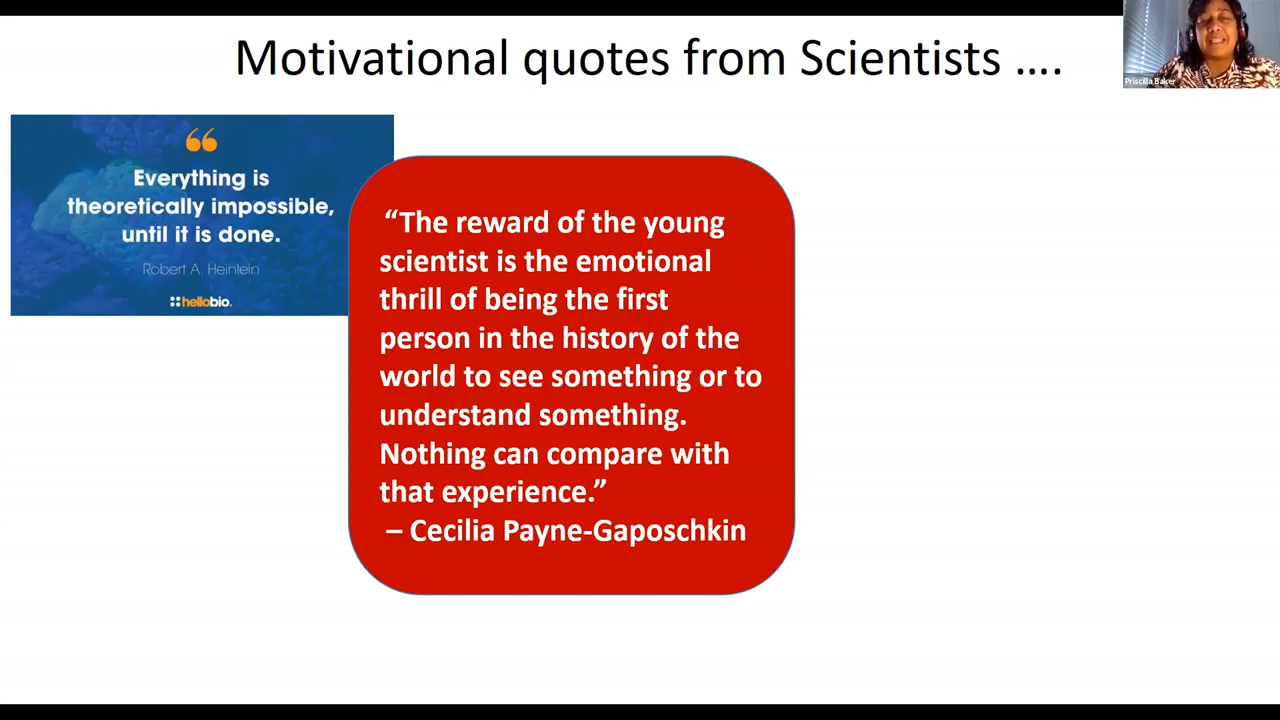 Motivational quotes from Scientists ….
Priscilla Baker
Everything is
theoretically impossible,
until it is done.
Robert A. Heinlein
hellobio.
“The reward of the young
scientist is the emotional
thrill of being the first
person in the history of the
world to see something or to
understand something.
Nothing can compare with
that experience.”
– Cecilia Payne-Gaposchkin